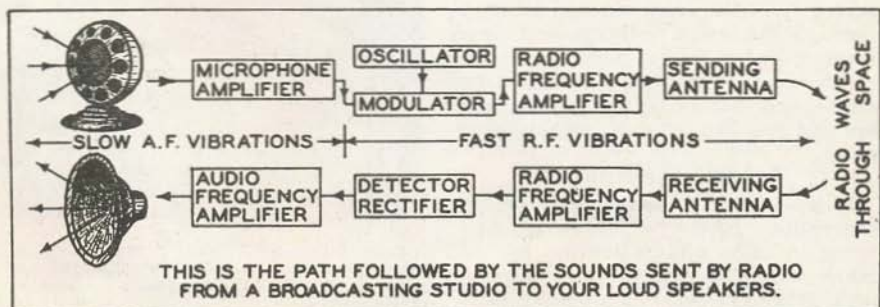 MICROPHONE
AMPLIFIER
OSCILLATOR
MODULATOR
RADIO
FREQUENCY
AMPLIFIER
SENDING
ANTENNA
RADIO WAVES
THROUGH SPACE
SLOW A.F. VIBRATIONS
FAST R.F. VIBRATIONS
AUDIO
FREQUENCY
AMPLIFIER
DETECTOR
RECTIFIER
RADIO
FREQUENCY
AMPLIFIER
RECEIVING
ANTENNA
THIS IS THE PATH FOLLOWED BY THE SOUNDS SENT BY RADIO
FROM A BROADCASTING STUDIO TO YOUR LOUD SPEAKERS.